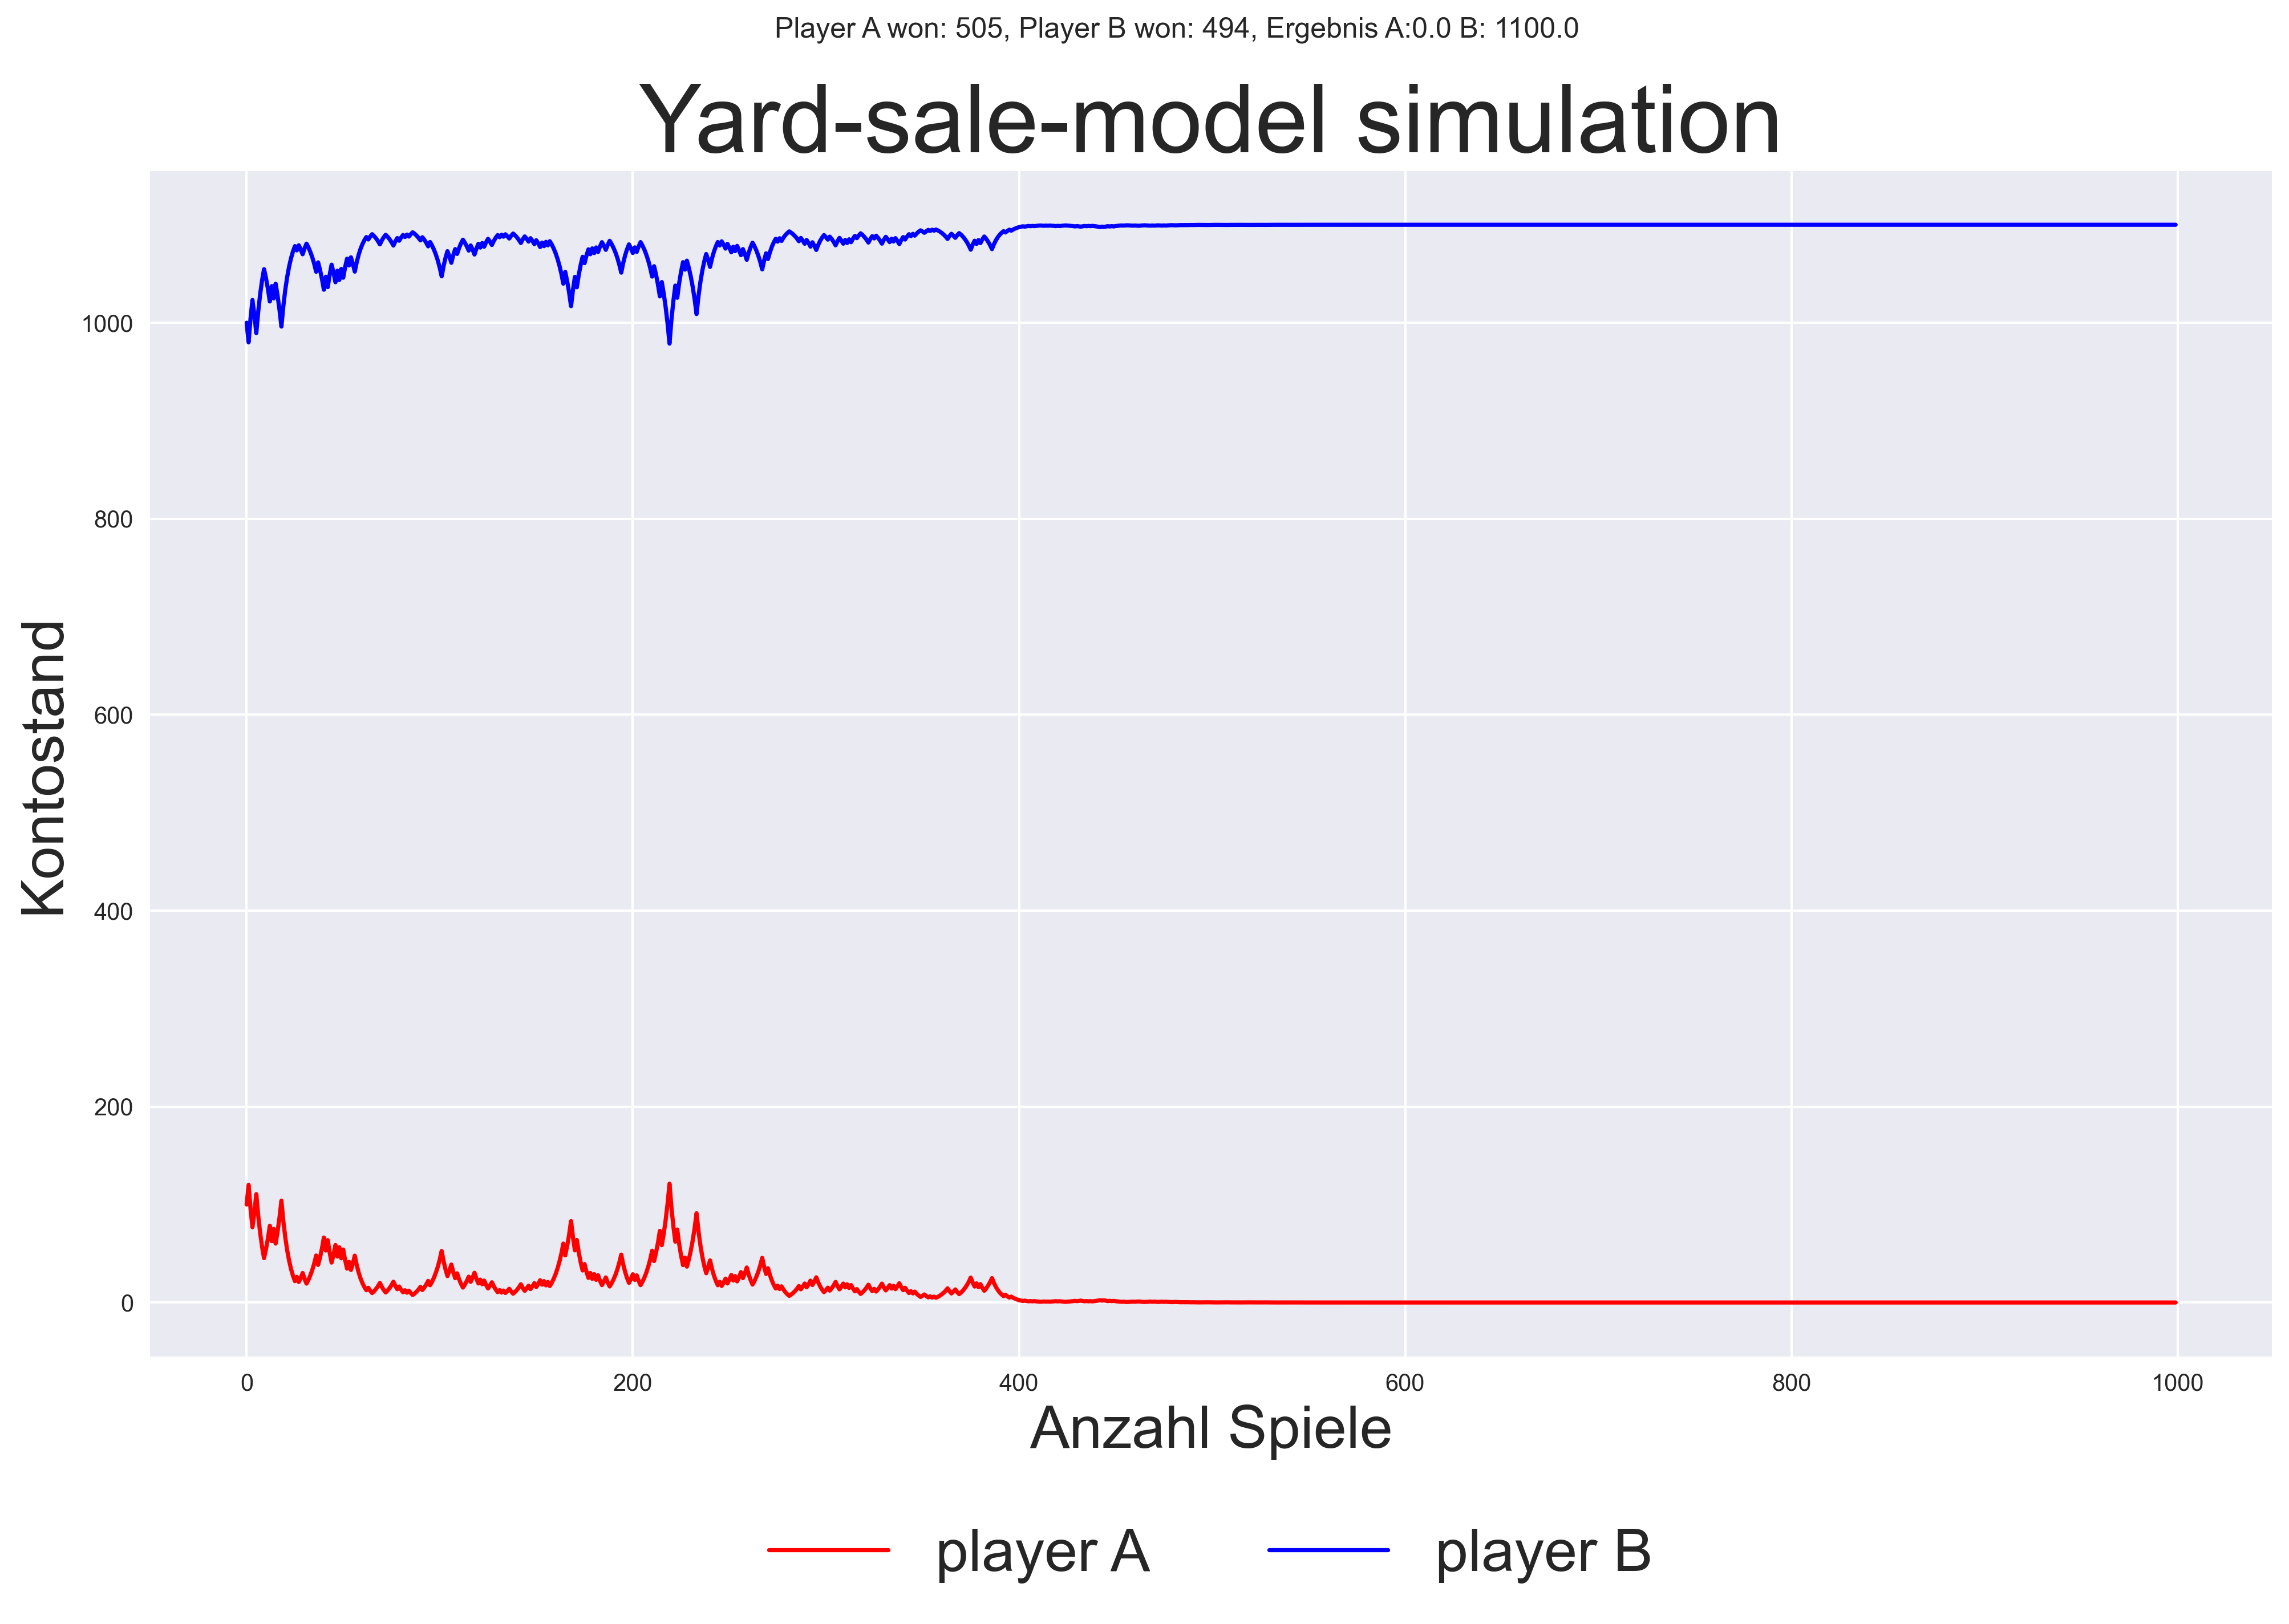 Player A won: 505, Player B won: 494, Ergebnis A:0.0 B: 1100.0
Yard-sale-model simulation
Kontostand
1000
800
600
400
200
0
0 200 400 600 800 1000
Anzahl Spiele
player A player B